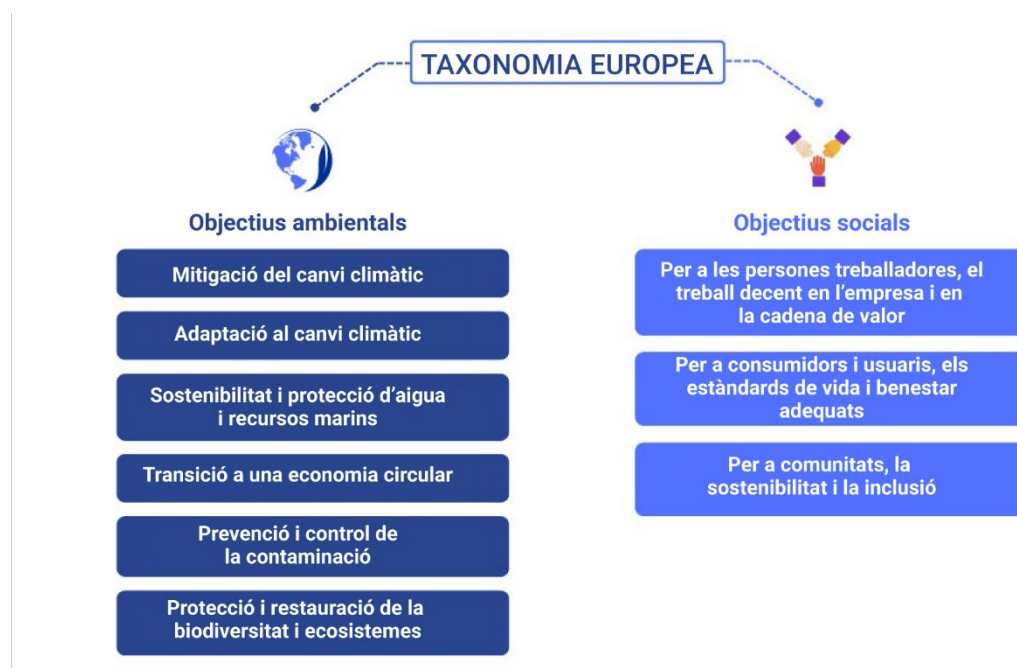 TAXONOMIA EUROPEA
Objectius ambientals
Mitigació del canvi climàtic
Adaptació al canvi climàtic
Sostenibilitat i protecció d’aigua
i recursos marins
Transició a una economia circular
Prevenció i control de
la contaminació
Protecció i restauració de la
biodiversitat i ecosistemes
Objectius socials
Per a les persones treballadores, el
treball decent en l’empresa i en
la cadena de valor
Per a consumidors i usuaris, els
estàndards de vida i benestar
adequats
Per a comunitats, la
sostenibilitat i la inclusió